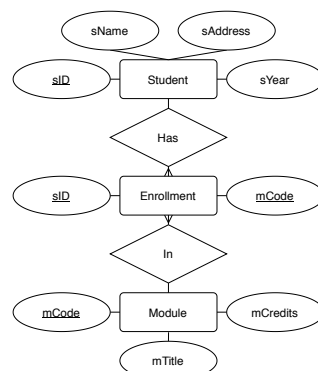 sName
sAddress
sID
Student
sYear
Has
sID
Enrollment
mCode
In
mCode
Module
mCredits
mTitle